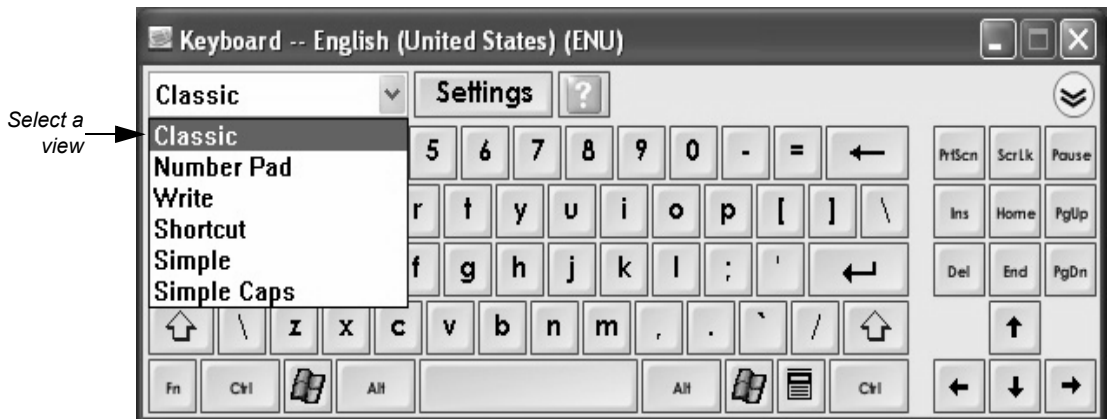 Keyboard -- English (United States) (ENU)
Classic Settings ?
Select a
view
Classic
Number Pad
Write
Shortcut
Simple
Simple Caps
5 6 7 8 9 0 - = PrtScn ScrLk Pause
r t y u i o p [ ] \ Ins Home PgUp
f g h j k l ; ' Del End PgDn
\ z x c v b n m , . ` /
Fn Ctrl Alt Alt Ctrl